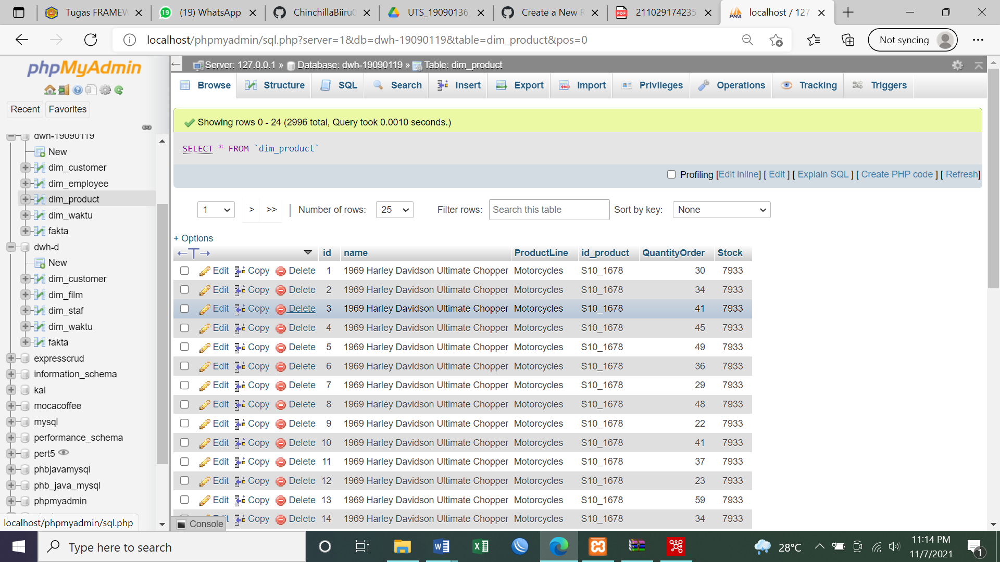 Tugas FRAMEW
(19) WhatsApp
ChinchillaBiiru0
UTS_19090136_
Create a New R
211029174235_
localhost / 127
localhost/phpmyadmin/sql.php?server=1&db=dwh-19090119&table=dim_product&pos=0
Not syncing
phpMyAdmin
Recent
Favorites
dwh-19090119
New
dim_customer
dim_employee
dim_product
dim_waktu
fakta
dwh-d
New
dim_customer
dim_film
dim_staf
dim_waktu
fakta
expresscrud
information_schema
kai
mocacoffee
mysql
performance_schema
pert5
phbjavamysql
phb_java_mysql
phpmyadmin
localhost/phpmyadmin/sql.php
Server: 127.0.0.1 » Database: dwh-19090119 » Table: dim_product
Browse Structure SQL Search Insert Export Import Privileges Operations Tracking Triggers
Showing rows 0 - 24 (2996 total, Query took 0.0010 seconds.)
SELECT * FROM `dim_product`
Profiling [Edit inline] [ Edit ] [ Explain SQL ] [ Create PHP code ] [ Refresh]
1 > >> Number of rows: 25 Filter rows: Search this table Sort by key: None
+ Options
←T→ id name ProductLine id_product QuantityOrder Stock
Edit Copy Delete 1 1969 Harley Davidson Ultimate Chopper Motorcycles S10_1678 30 7933
Edit Copy Delete 2 1969 Harley Davidson Ultimate Chopper Motorcycles S10_1678 34 7933
Edit Copy Delete 3 1969 Harley Davidson Ultimate Chopper Motorcycles S10_1678 41 7933
Edit Copy Delete 4 1969 Harley Davidson Ultimate Chopper Motorcycles S10_1678 45 7933
Edit Copy Delete 5 1969 Harley Davidson Ultimate Chopper Motorcycles S10_1678 49 7933
Edit Copy Delete 6 1969 Harley Davidson Ultimate Chopper Motorcycles S10_1678 36 7933
Edit Copy Delete 7 1969 Harley Davidson Ultimate Chopper Motorcycles S10_1678 29 7933
Edit Copy Delete 8 1969 Harley Davidson Ultimate Chopper Motorcycles S10_1678 48 7933
Edit Copy Delete 9 1969 Harley Davidson Ultimate Chopper Motorcycles S10_1678 22 7933
Edit Copy Delete 10 1969 Harley Davidson Ultimate Chopper Motorcycles S10_1678 41 7933
Edit Copy Delete 11 1969 Harley Davidson Ultimate Chopper Motorcycles S10_1678 37 7933
Edit Copy Delete 12 1969 Harley Davidson Ultimate Chopper Motorcycles S10_1678 23 7933
Edit Copy Delete 13 1969 Harley Davidson Ultimate Chopper Motorcycles S10_1678 59 7933
Copy Delete 14 1969 Harley Davidson Ultimate Chopper Motorcycles S10_1678 34 7933
Console
Type here to search
28°C
11:14 PM
11/7/2021
1